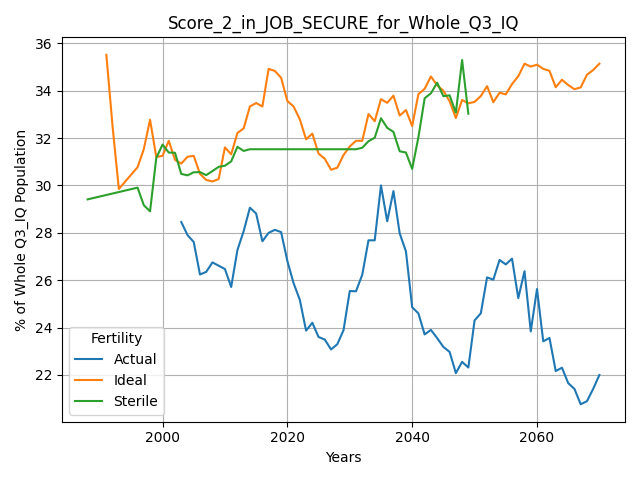 Score_2_in_JOB_SECURE_for_Whole_Q3_IQ
% of Whole Q3_IQ Population
36
34
32
30
28
26
24
22
Fertility
Actual
Ideal
Sterile
2000 2020 2040 2060
Years